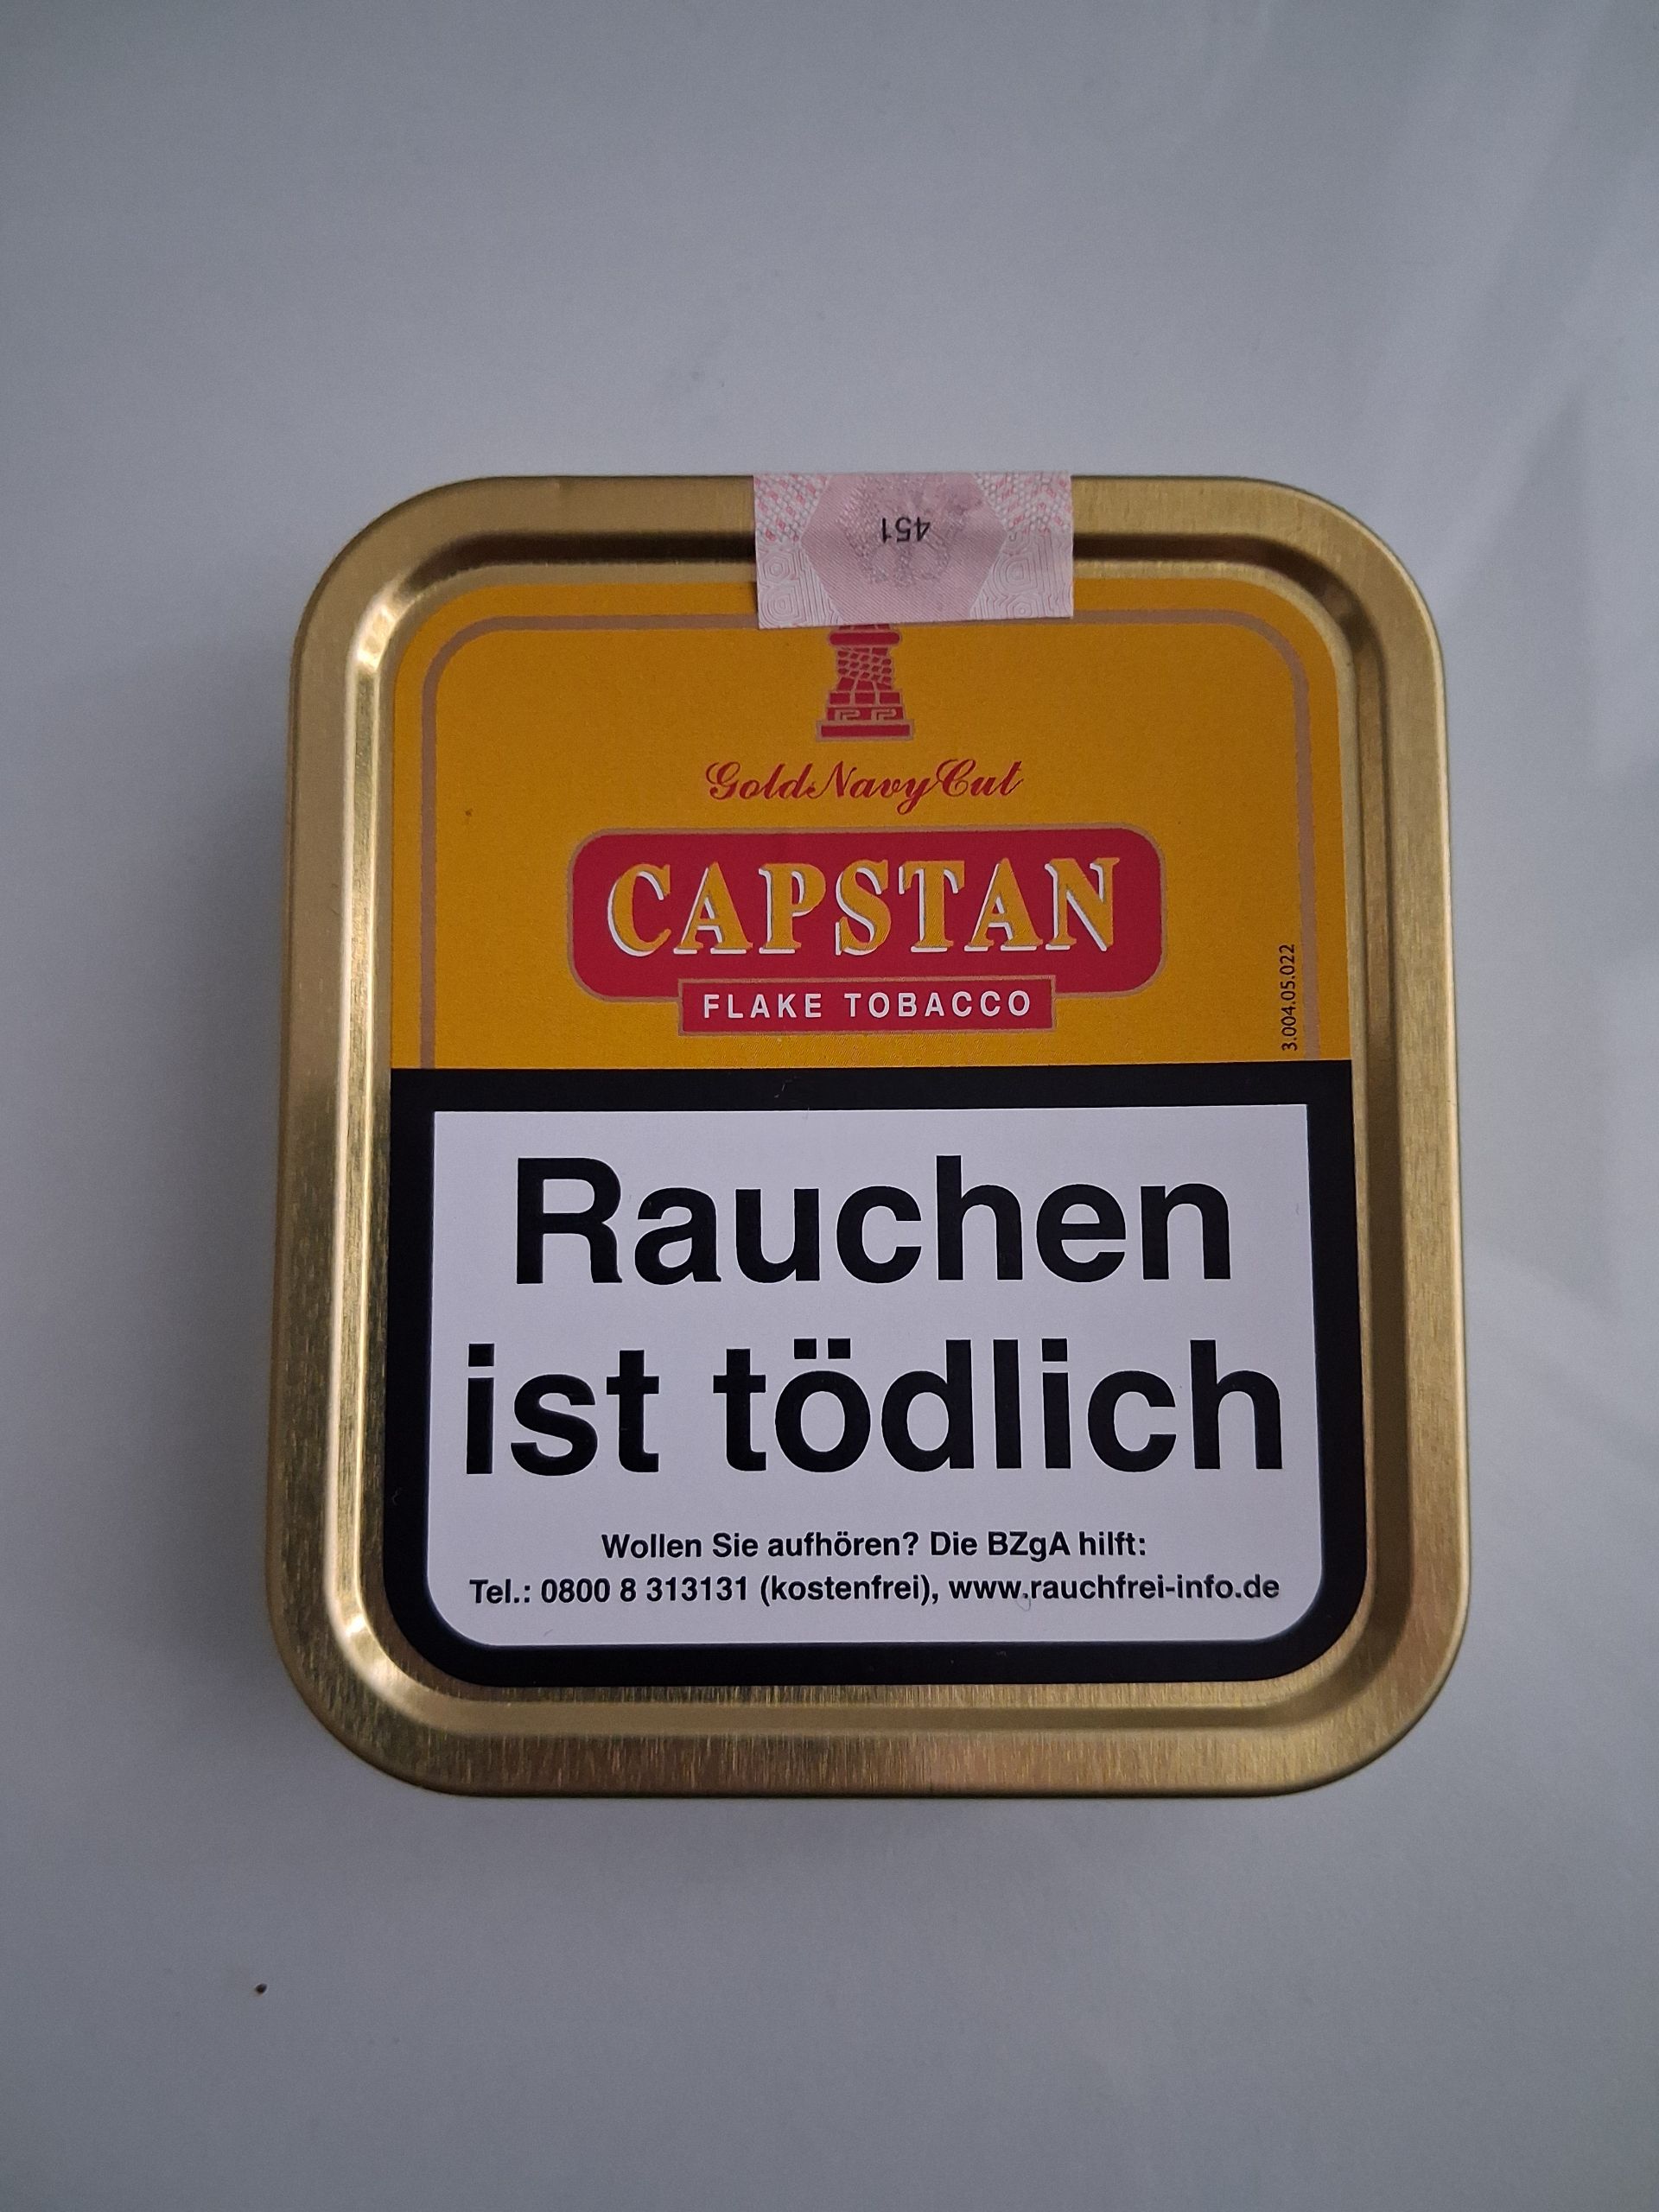 451
Gold Navy Cut
CAPSTAN
FLAKE TOBACCO
3.004.05.022
Rauchen
ist tödlich
Wollen Sie aufhören? Die BZgA hilft:
Tel.: 0800 8 313131 (kostenfrei), www.rauchfrei-info.de